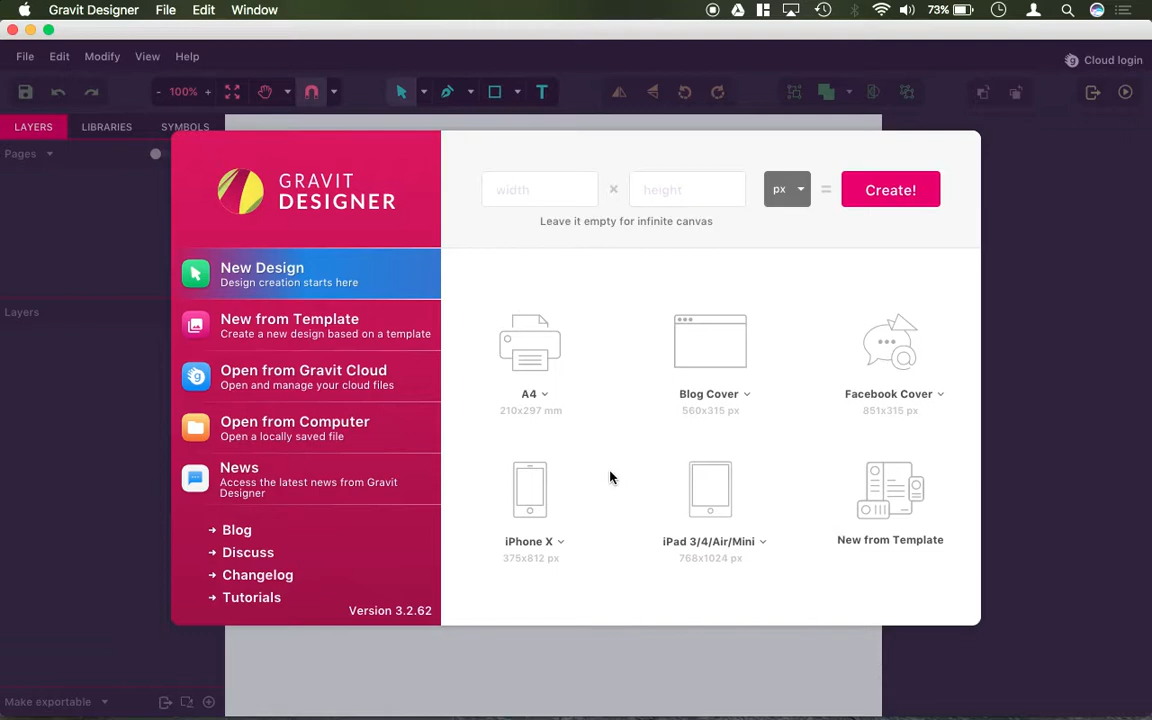 Gravit Designer File Edit Window 73%
File Edit Modify View Help Cloud login
- 100% + T
LAYERS LIBRARIES SYMBOLS
Pages
Layers
GRAVIT
DESIGNER
New Design
Design creation starts here
New from Template
Create a new design based on a template
Open from Gravit Cloud
Open and manage your cloud files
Open from Computer
Open a locally saved file
News
Access the latest news from Gravit
Designer
Blog
Discuss
Changelog
Tutorials
Version 3.2.62
width × height px = Create!
Leave it empty for infinite canvas
A4 Blog Cover Facebook Cover
210x297 mm 560x315 px 851x315 px
iPhone X iPad 3/4/Air/Mini New from Template
375x812 px 768x1024 px
Make exportable